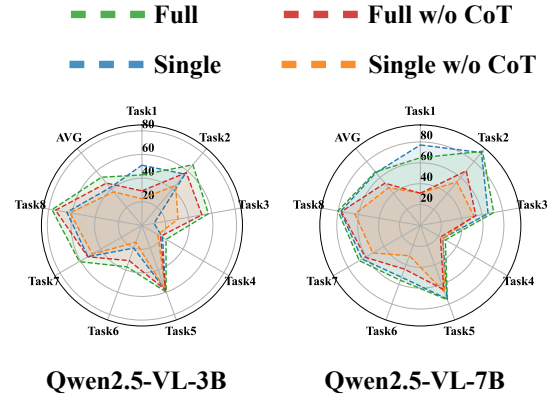 Full
Full w/o CoT
Single
Single w/o CoT
Task1
Task2
Task3
Task4
Task5
Task6
Task7
Task8
AVG
20
40
60
80
Task1
Task2
Task3
Task4
Task5
Task6
Task7
Task8
AVG
20
40
60
80
Qwen2.5-VL-3B
Qwen2.5-VL-7B